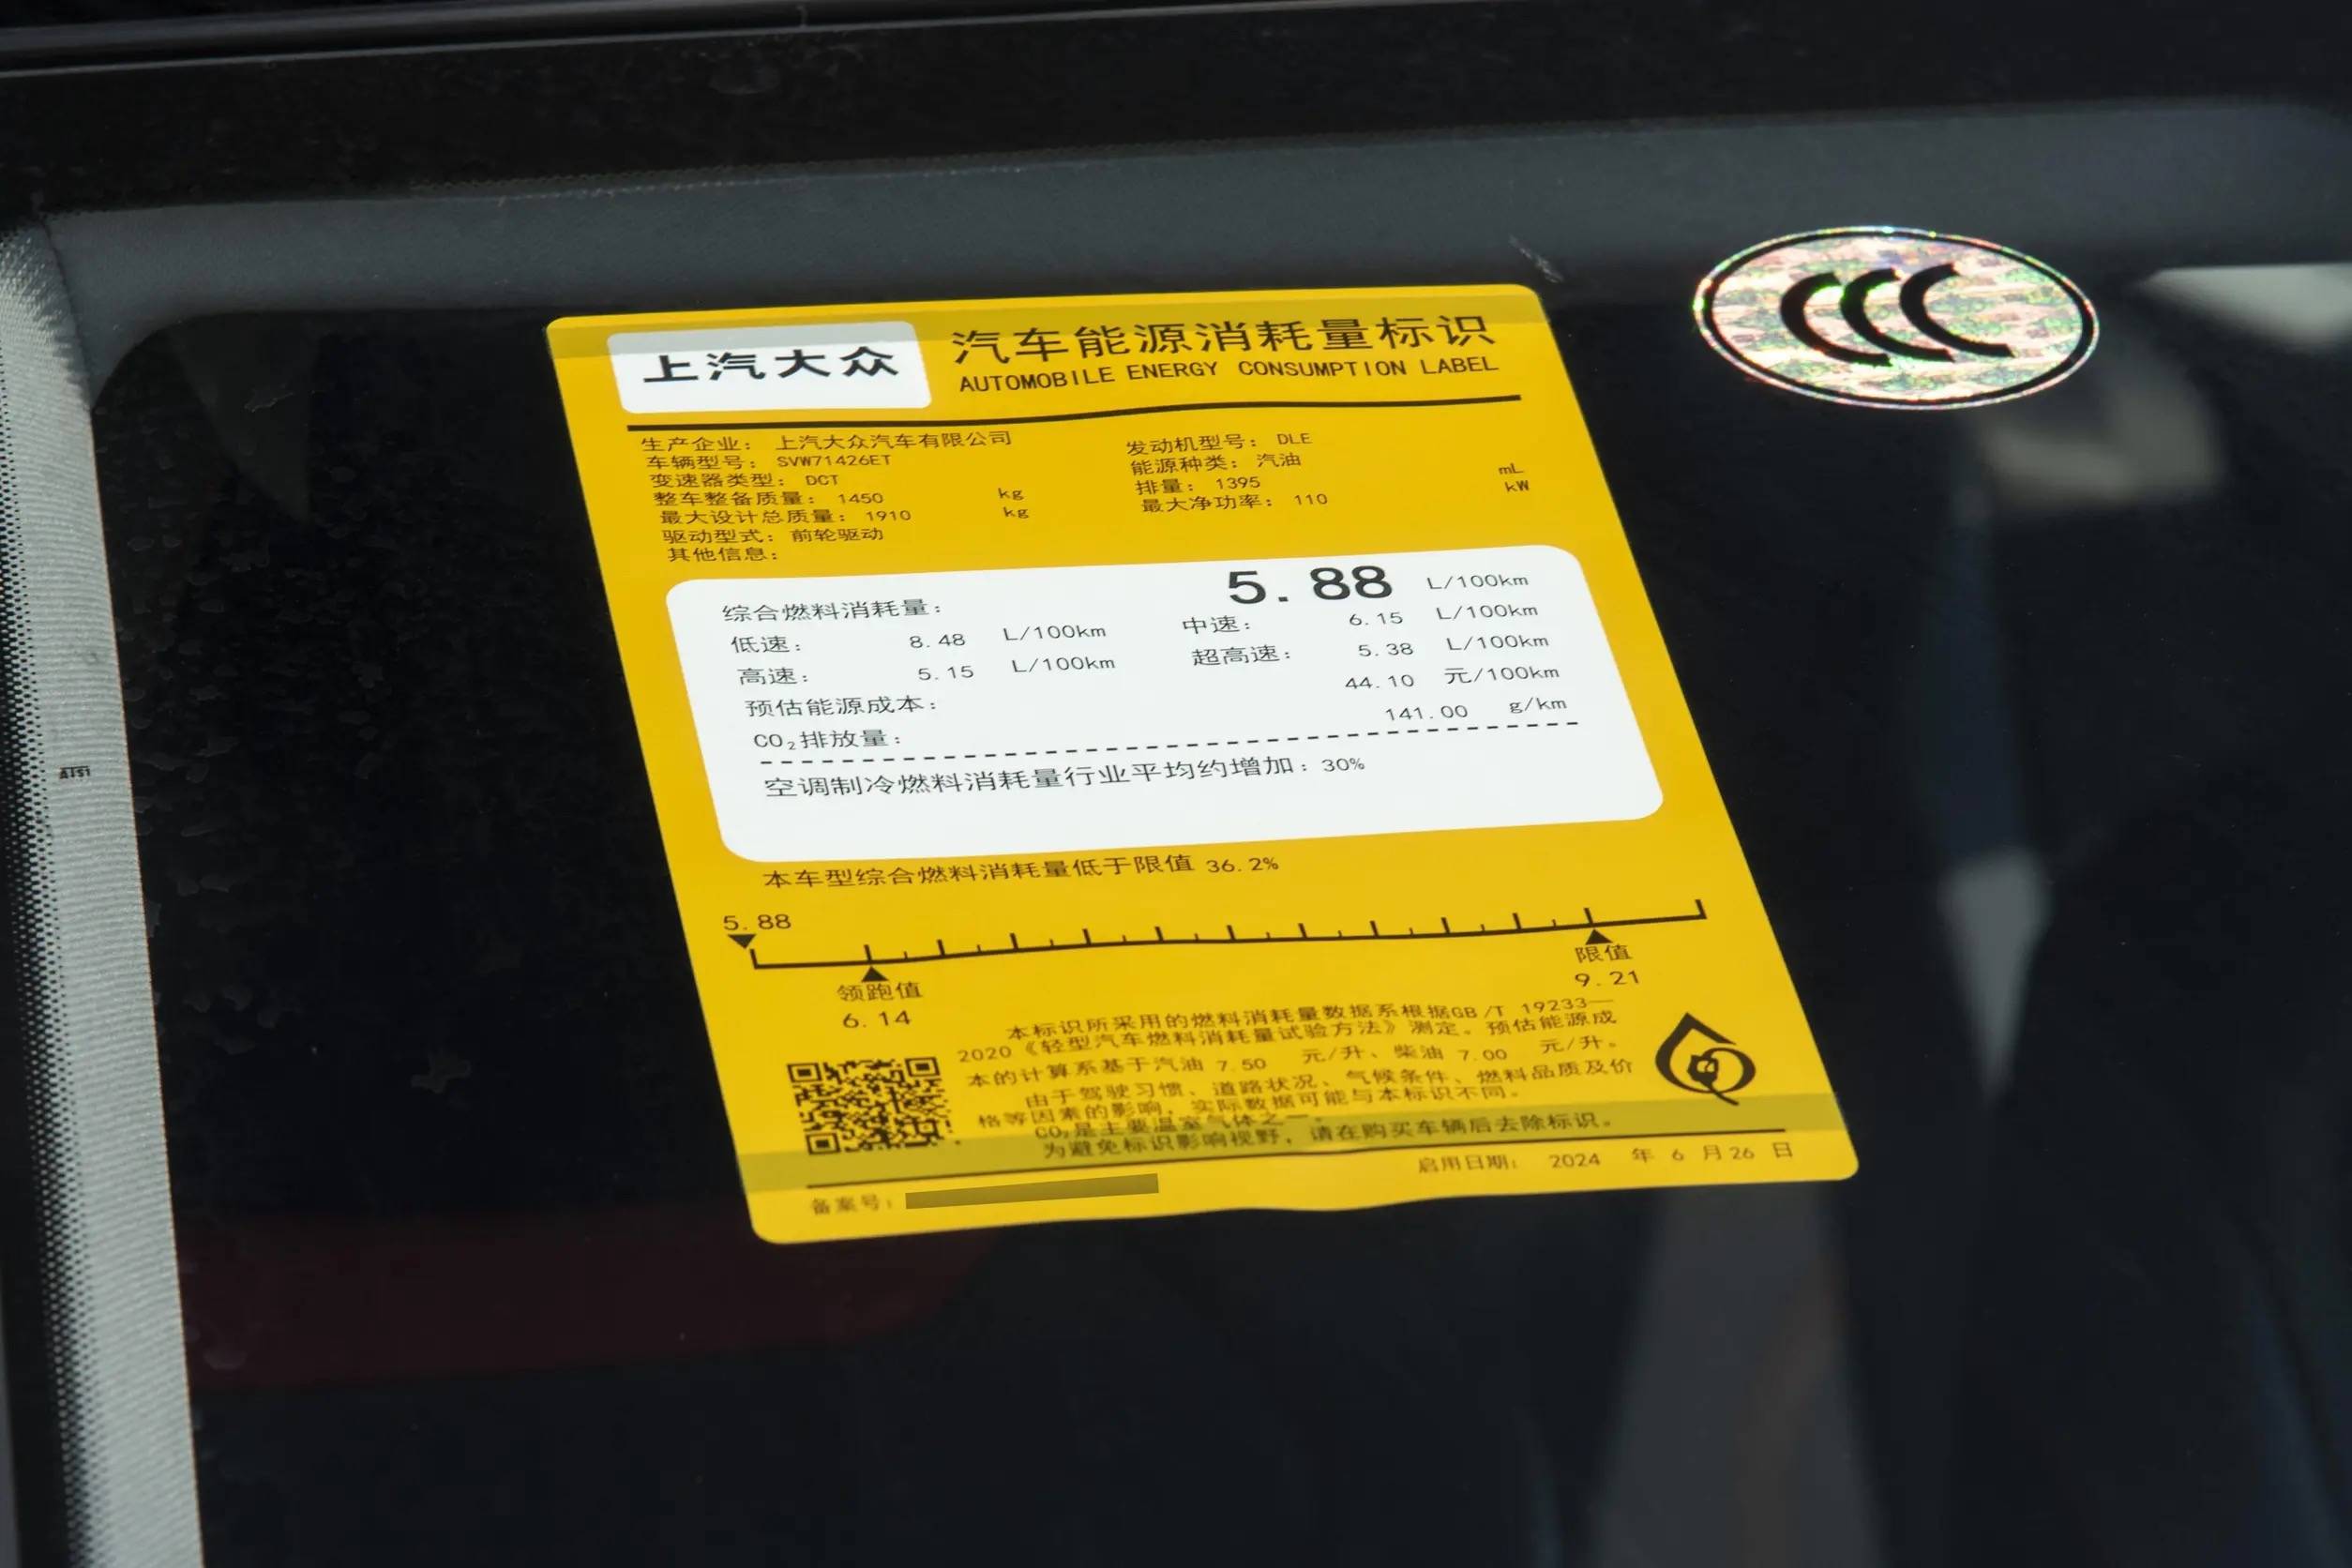 上汽大众
汽车能源消耗量标识
AUTOMOBILE ENERGY CONSUMPTION LABEL
生产企业: 上汽大众汽车有限公司
车辆型号: SVW71426ET
变速器类型: DCT
整车整备质量: 1450 kg
最大设计总质量: 1910 kg
驱动型式: 前轮驱动
其他信息:
发动机型号: DLE
能源种类: 汽油
排量: 1395 mL
最大净功率: 110 kW
综合燃料消耗量: 5.88 L/100km
低速: 8.48 L/100km 中速: 6.15 L/100km
高速: 5.15 L/100km 超高速: 5.38 L/100km
预估能源成本: 44.10 元/100km
CO₂排放量: 141.00 g/km
空调制冷燃料消耗量行业平均约增加: 30%
本车型综合燃料消耗量低于限值 36.2%
5.88
领跑值
6.14
限值
9.21
本标识所采用的燃料消耗量数据系根据GB/T 19233—
2020《轻型汽车燃料消耗量试验方法》测定。预估能源成
本的计算系基于汽油 7.50 元/升、柴油 7.00 元/升。
由于驾驶习惯、道路状况、气候条件、燃料品质及价
格等因素的影响, 实际数据可能与本标识不同。
CO₂是主要温室气体之一。
为避免标识影响视野, 请在购买车辆后去除标识。
备案号:
启用日期: 2024 年 6 月 26 日
CCC